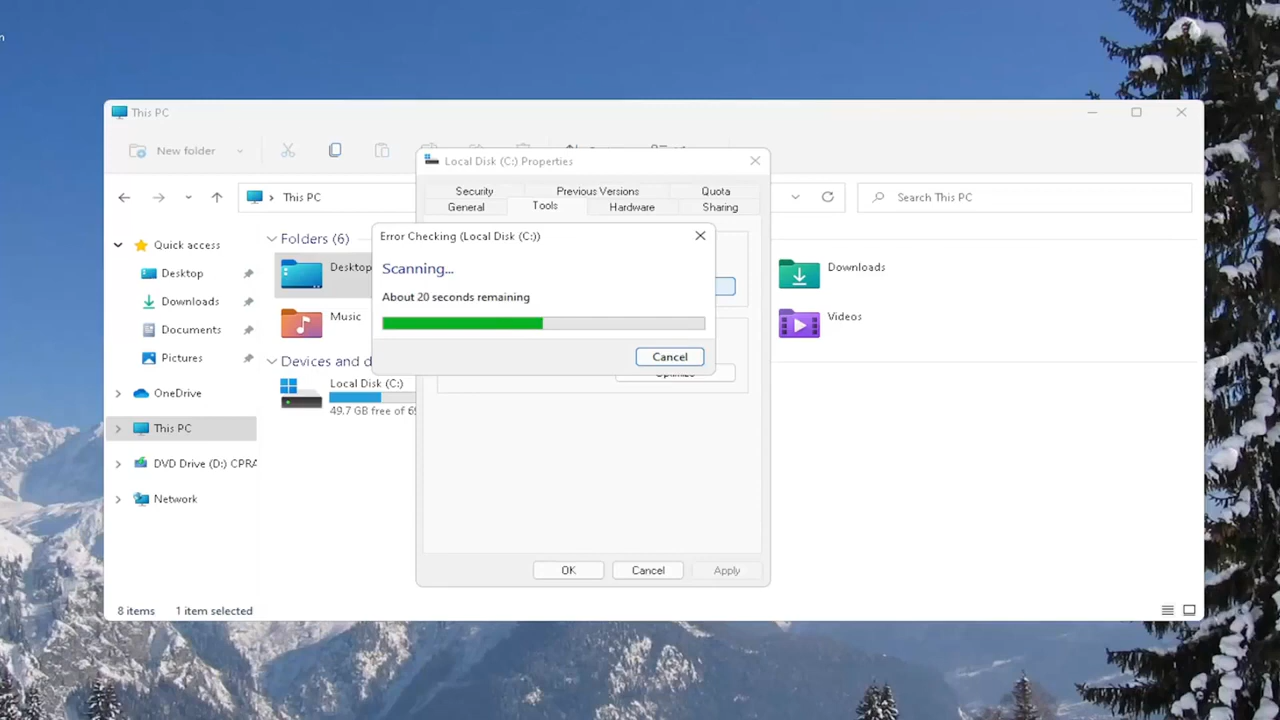 n
This PC
New folder
Local Disk (C:) Properties
Security
Previous Versions
Quota
This PC
Search This PC
General
Tools
Hardware
Sharing
Error Checking (Local Disk (C:))
Quick access
Folders (6)
Scanning...
About 20 seconds remaining
Cancel
Desktop
Desktop
Downloads
Downloads
Music
Videos
Documents
Pictures
Devices and d
Optimize
Local Disk (C:)
49.7 GB free of 69
OneDrive
This PC
DVD Drive (D:) CPRA
Network
OK
Cancel
Apply
8 items
1 item selected